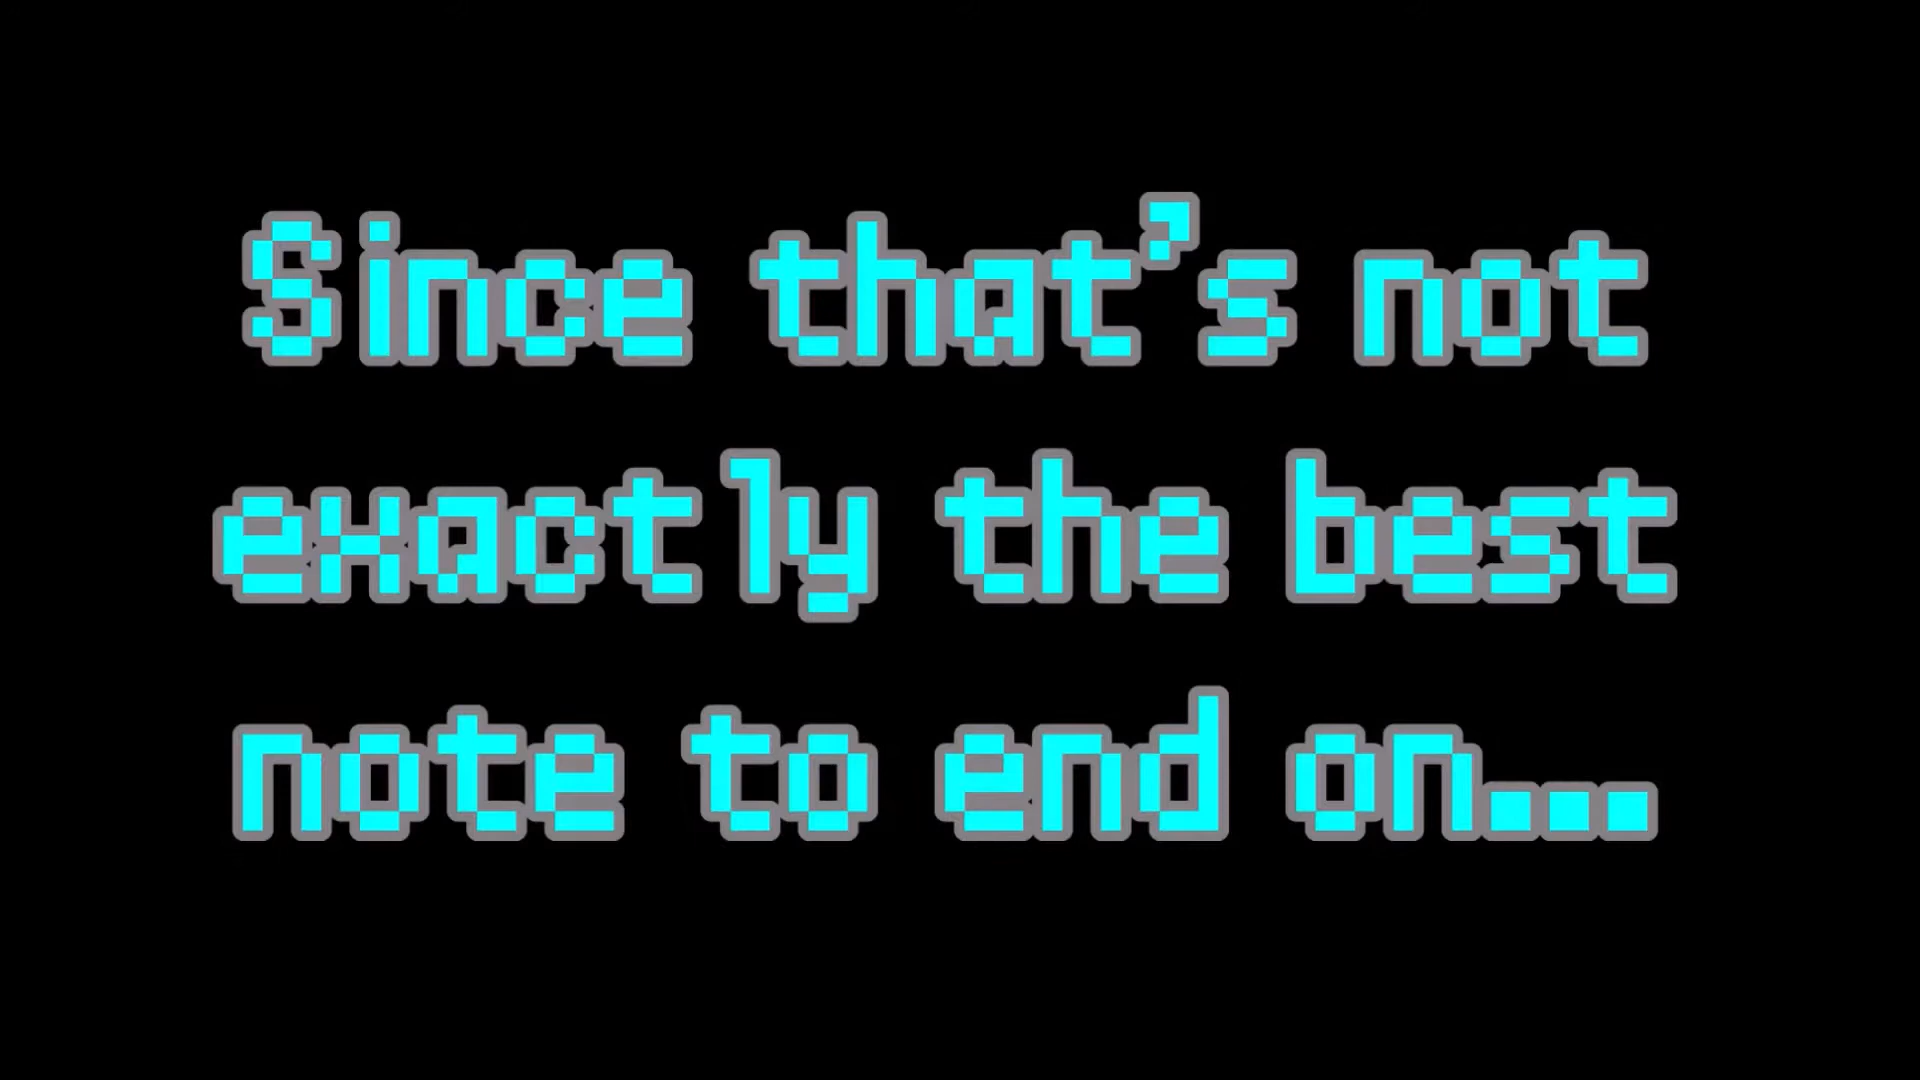 Since that's not
exactly the best
note to end on...